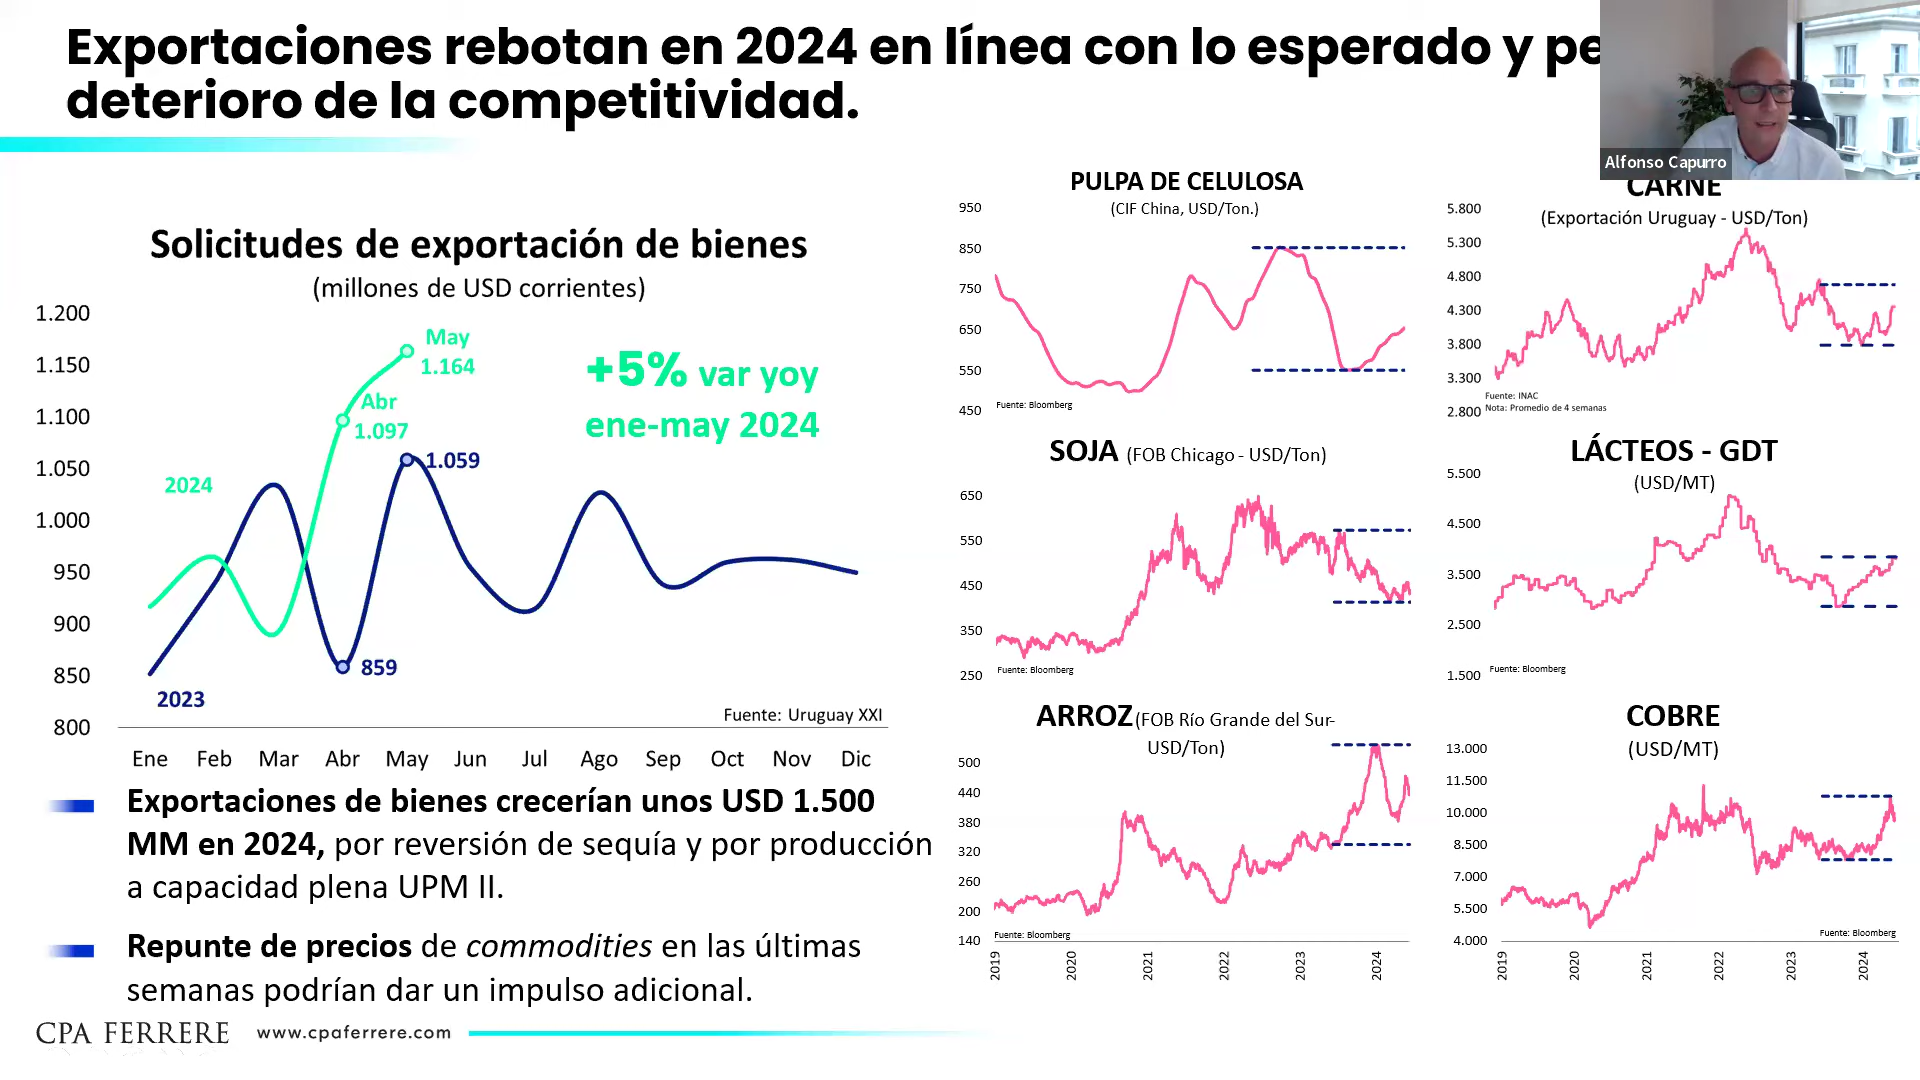 Exportaciones rebotan en 2024 en línea con lo esperado y pe
deterioro de la competitividad.
Alfonso Capurro
Solicitudes de exportación de bienes
(millones de USD corrientes)
1.200
1.150
1.100
1.050
1.000
950
900
850
800
May
1.164
Abr
1.097
1.059
859
2024
2023
+5% var yoy
ene-may 2024
Fuente: Uruguay XXI
Ene Feb Mar Abr May Jun Jul Ago Sep Oct Nov Dic
Exportaciones de bienes crecerían unos USD 1.500
MM en 2024, por reversión de sequía y por producción
a capacidad plena UPM II.
Repunte de precios de commodities en las últimas
semanas podrían dar un impulso adicional.
PULPA DE CELULOSA
(CIF China, USD/Ton.)
950
850
750
650
550
450
Fuente: Bloomberg
CARNE
(Exportación Uruguay - USD/Ton)
5.800
5.300
4.800
4.300
3.800
3.300
2.800
Fuente: INAC
Nota: Promedio de 4 semanas
SOJA (FOB Chicago - USD/Ton)
650
550
450
350
250
Fuente: Bloomberg
LÁCTEOS - GDT
(USD/MT)
5.500
4.500
3.500
2.500
1.500
Fuente: Bloomberg
ARROZ (FOB Río Grande del Sur-
USD/Ton)
500
440
380
320
260
200
140
Fuente: Bloomberg
2019 2020 2021 2022 2023 2024
COBRE
(USD/MT)
13.000
11.500
10.000
8.500
7.000
5.500
4.000
Fuente: Bloomberg
2019 2020 2021 2022 2023 2024
CPA FERRERE www.cpaferrere.com